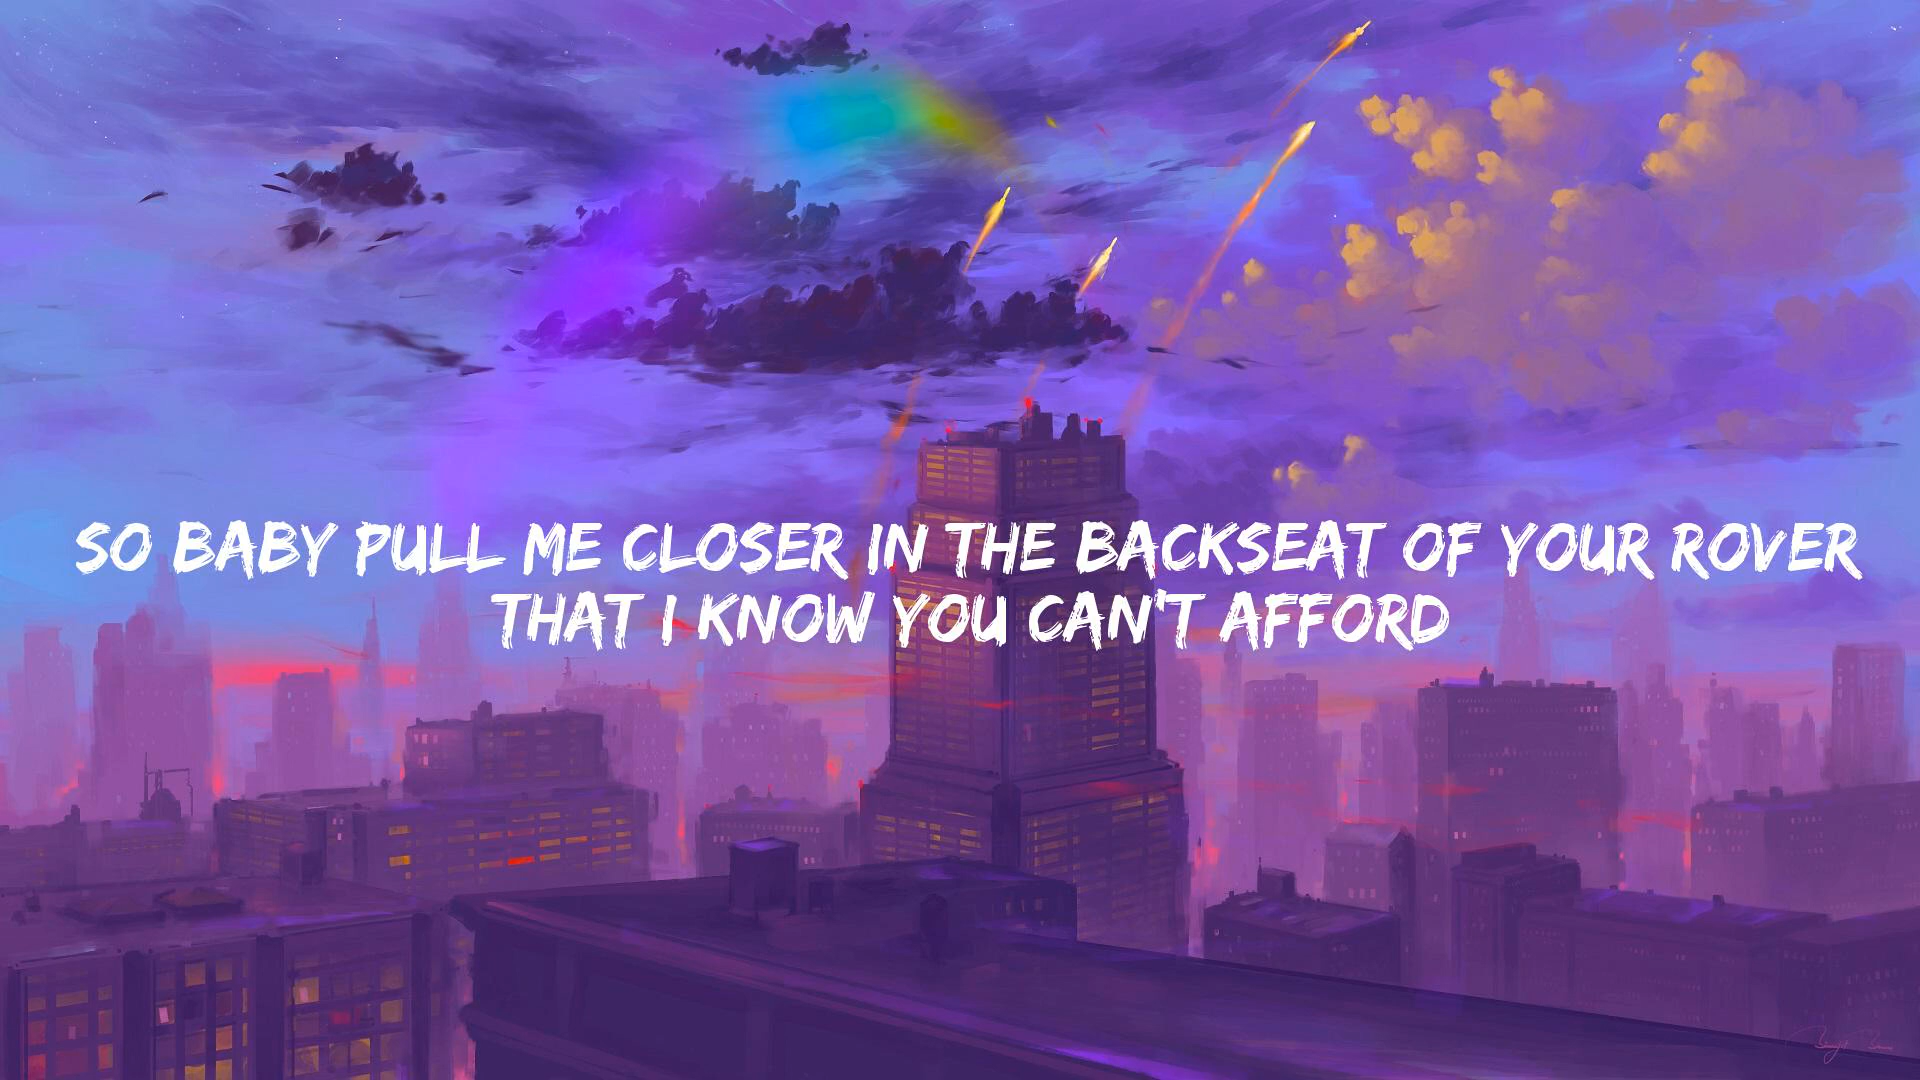 SO BABY PULL ME CLOSER IN THE BACKSEAT OF YOUR ROVER
THAT I KNOW YOU CAN'T AFFORD